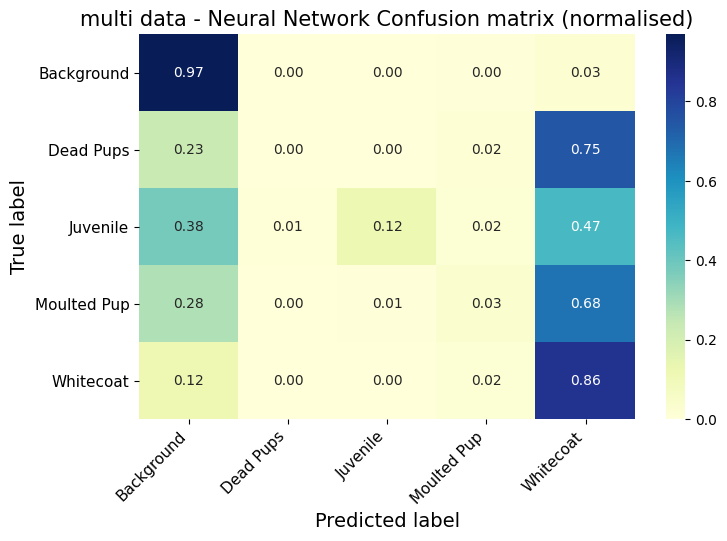 multi data - Neural Network Confusion matrix (normalised)
True label
Background 0.97 0.00 0.00 0.00 0.03
Dead Pups 0.23 0.00 0.00 0.02 0.75
Juvenile 0.38 0.01 0.12 0.02 0.47
Moulted Pup 0.28 0.00 0.01 0.03 0.68
Whitecoat 0.12 0.00 0.00 0.02 0.86
Background Dead Pups Juvenile Moulted Pup Whitecoat
Predicted label
0.8
0.6
0.4
0.2
0.0